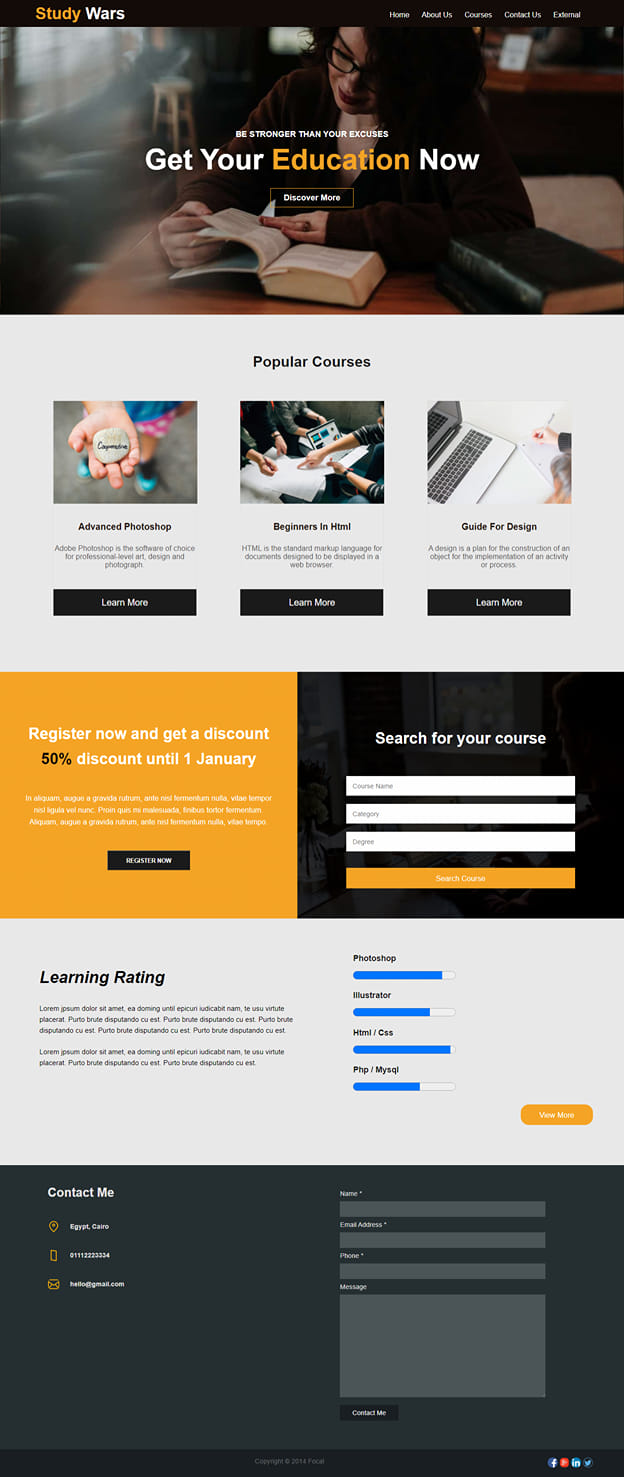 Study Wars
Home About Us Courses Contact Us External
BE STRONGER THAN YOUR EXCUSES
Get Your Education Now
Discover More
Popular Courses
Cooperative
Advanced Photoshop
Adobe Photoshop is the software of choice
for professional-level art, design and
photograph.
Learn More
Beginners In Html
HTML is the standard markup language for
documents designed to be displayed in a
web browser.
Learn More
Guide For Design
A design is a plan for the construction of an
object for the implementation of an activity
or process.
Learn More
Register now and get a discount
50% discount until 1 January
In aliquam, augue a gravida rutrum, ante nisl fermentum nulla, vitae tempor
nisl ligula vel nunc. Proin quis mi malesuada, finibus tortor fermentum.
Aliquam, augue a gravida rutrum, ante nisl fermentum nulla, vitae tempo.
REGISTER NOW
Search for your course
Course Name
Category
Degree
Search Course
Learning Rating
Lorem jpsum dolor sit amet, ea doming until epicuri iudicabit nam, te usu virtute
placerat. Purto brute disputando cu est. Purto brute disputando cu est. Purto brute
disputando cu est. Purto brute disputando cu est. Purto brute disputando cu est.
Lorem jpsum dolor sit amet, ea doming until epicuri iudicabit nam, te usu virtute
placerat. Purto brute disputando cu est. Purto brute disputando cu est.
Photoshop
Illustrator
Html / Css
Php / Mysql
View More
Contact Me
Egypt, Cairo
01112223334
hello@gmail.com
Name *
Email Address *
Phone *
Message
Contact Me
Copyright © 2014 Focal